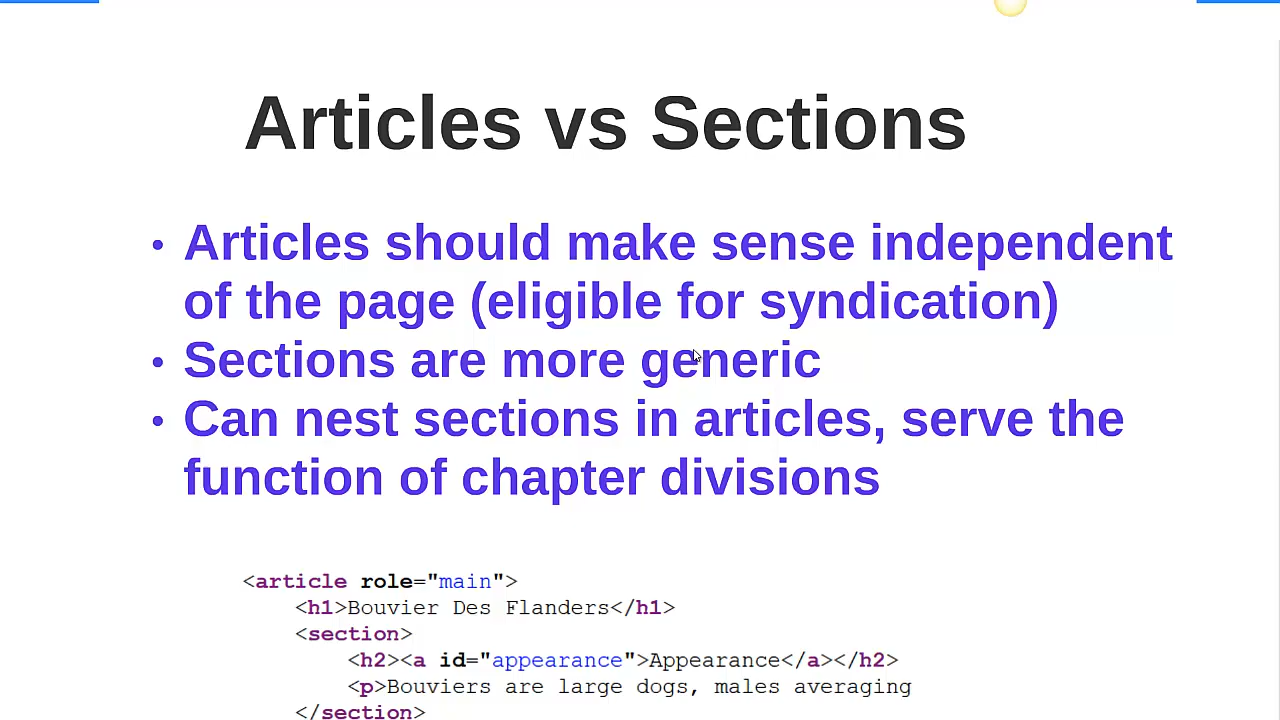 Articles vs Sections
• Articles should make sense independent
of the page (eligible for syndication)
• Sections are more generic
• Can nest sections in articles, serve the
function of chapter divisions
<article role="main">
<h1>Bouvier Des Flanders</h1>
<section>
<h2><a id="appearance">Appearance</a></h2>
<p>Bouviers are large dogs, males averaging
</section>